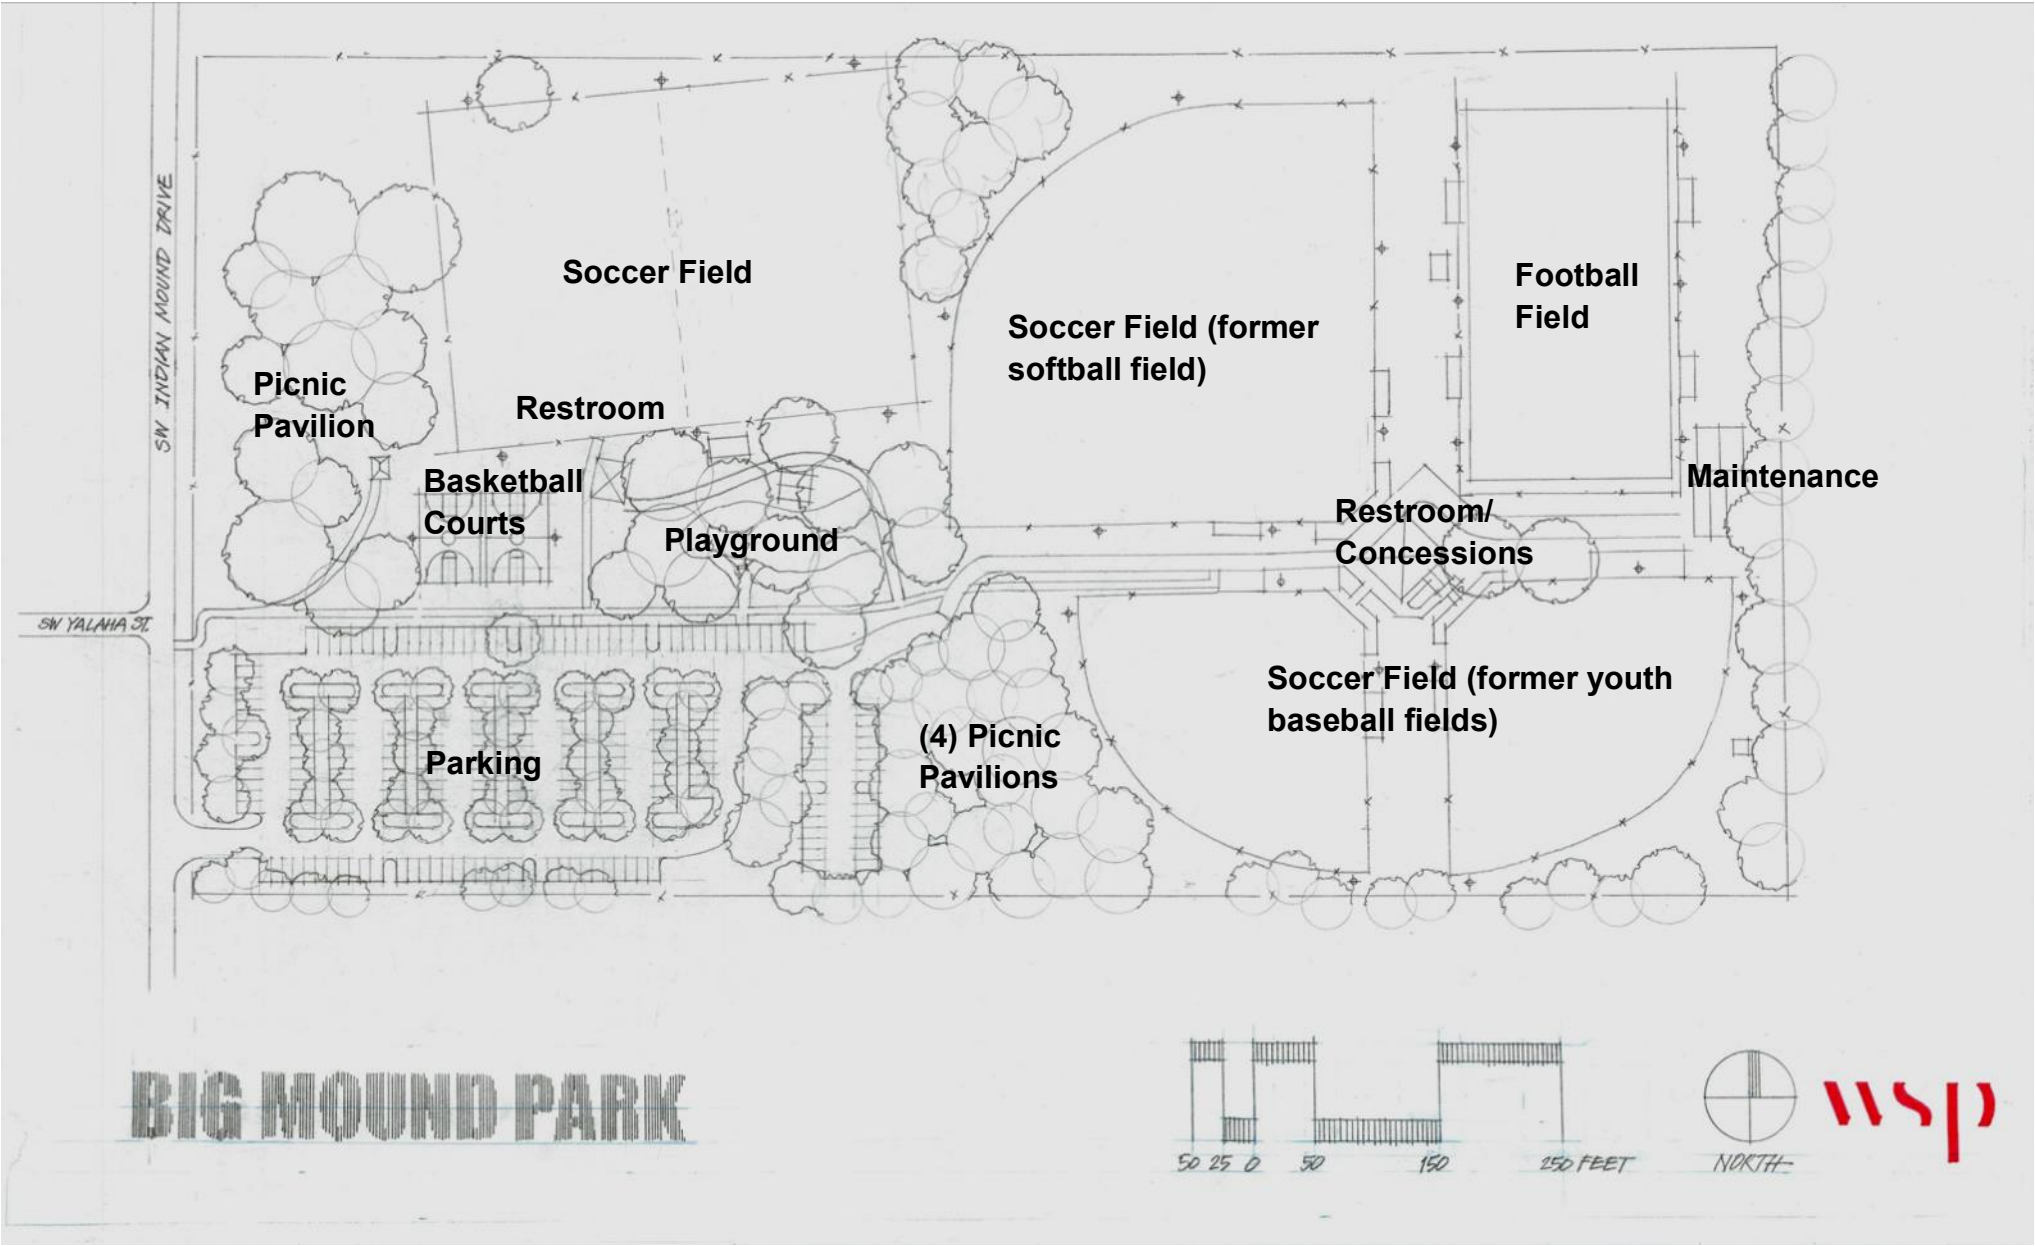 SW INDIAN MOUND DRIVE
SW YALAHA ST.
Soccer Field
Football
Field
Soccer Field (former
softball field)
Picnic
Pavilion
Restroom
Basketball
Courts
Playground
Maintenance
Restroom/
Concessions
Soccer Field (former youth
baseball fields)
(4) Picnic
Pavilions
Parking
BIG MOUND PARK
50 25 0 50 150 250 FEET
NORTH
wsp